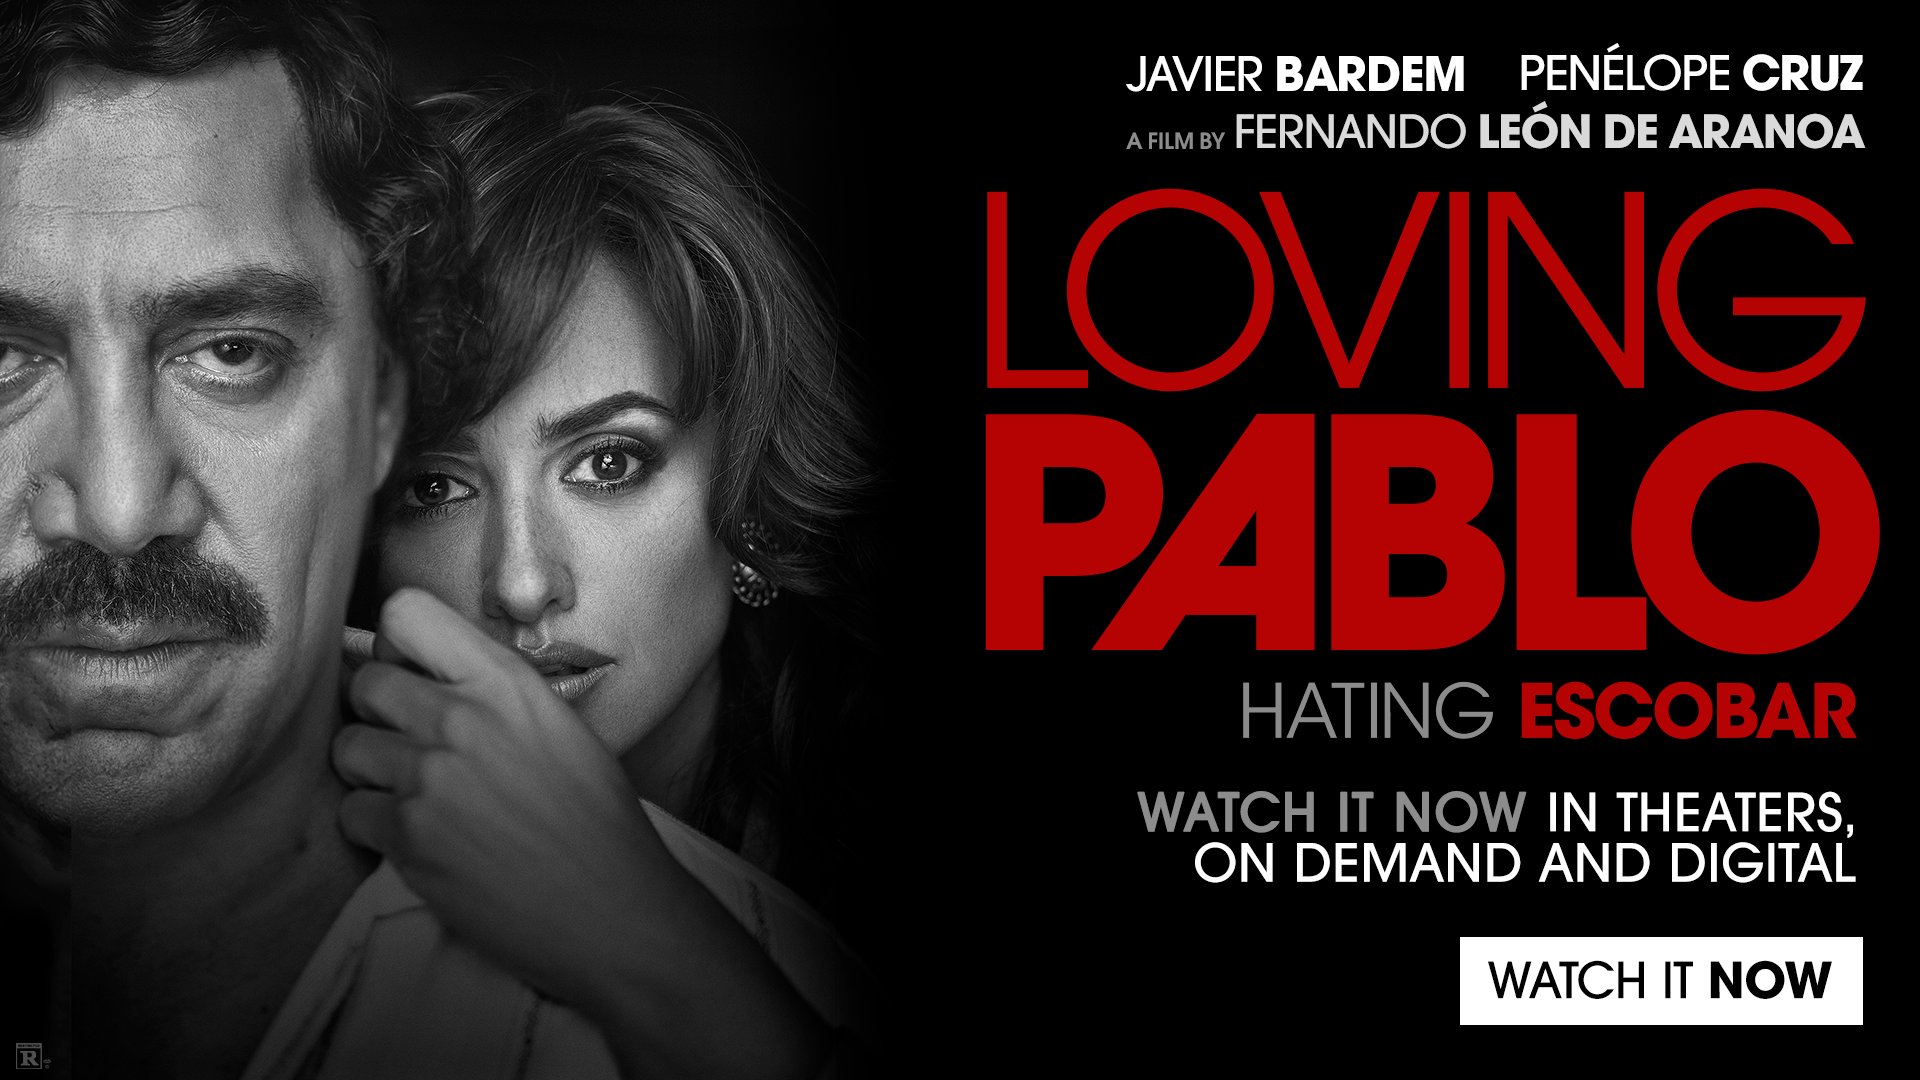 JAVIER BARDEM PENÉLOPE CRUZ
A FILM BY FERNANDO LEÓN DE ARANOA
LOVING
PABLO
HATING ESCOBAR
WATCH IT NOW IN THEATERS,
ON DEMAND AND DIGITAL
WATCH IT NOW
RESTRICTED
R